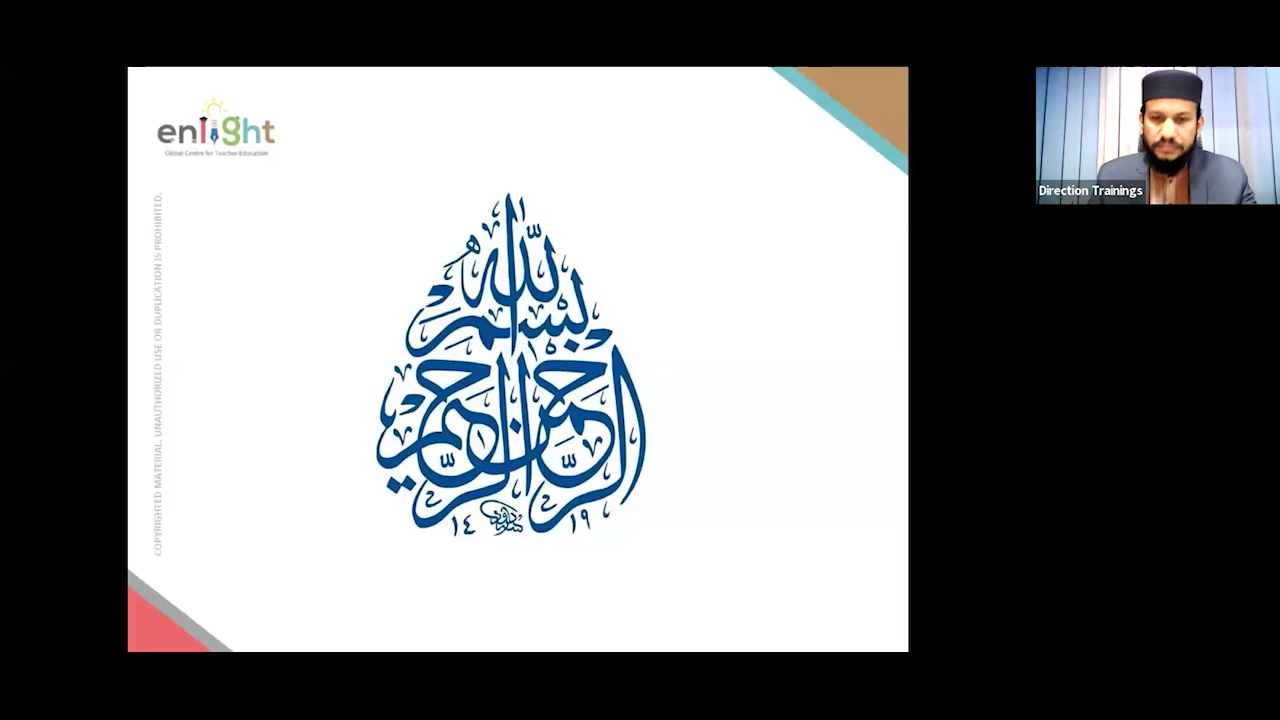 enlight
Global Centre for Teacher Education
COPYRIGHTED MATERIAL. UNAUTHORIZED USE OR DUPLICATION IS PROHIBITED.
بسم الله
الرحمن الرحيم
١٤ ١٩
Direction Trainings